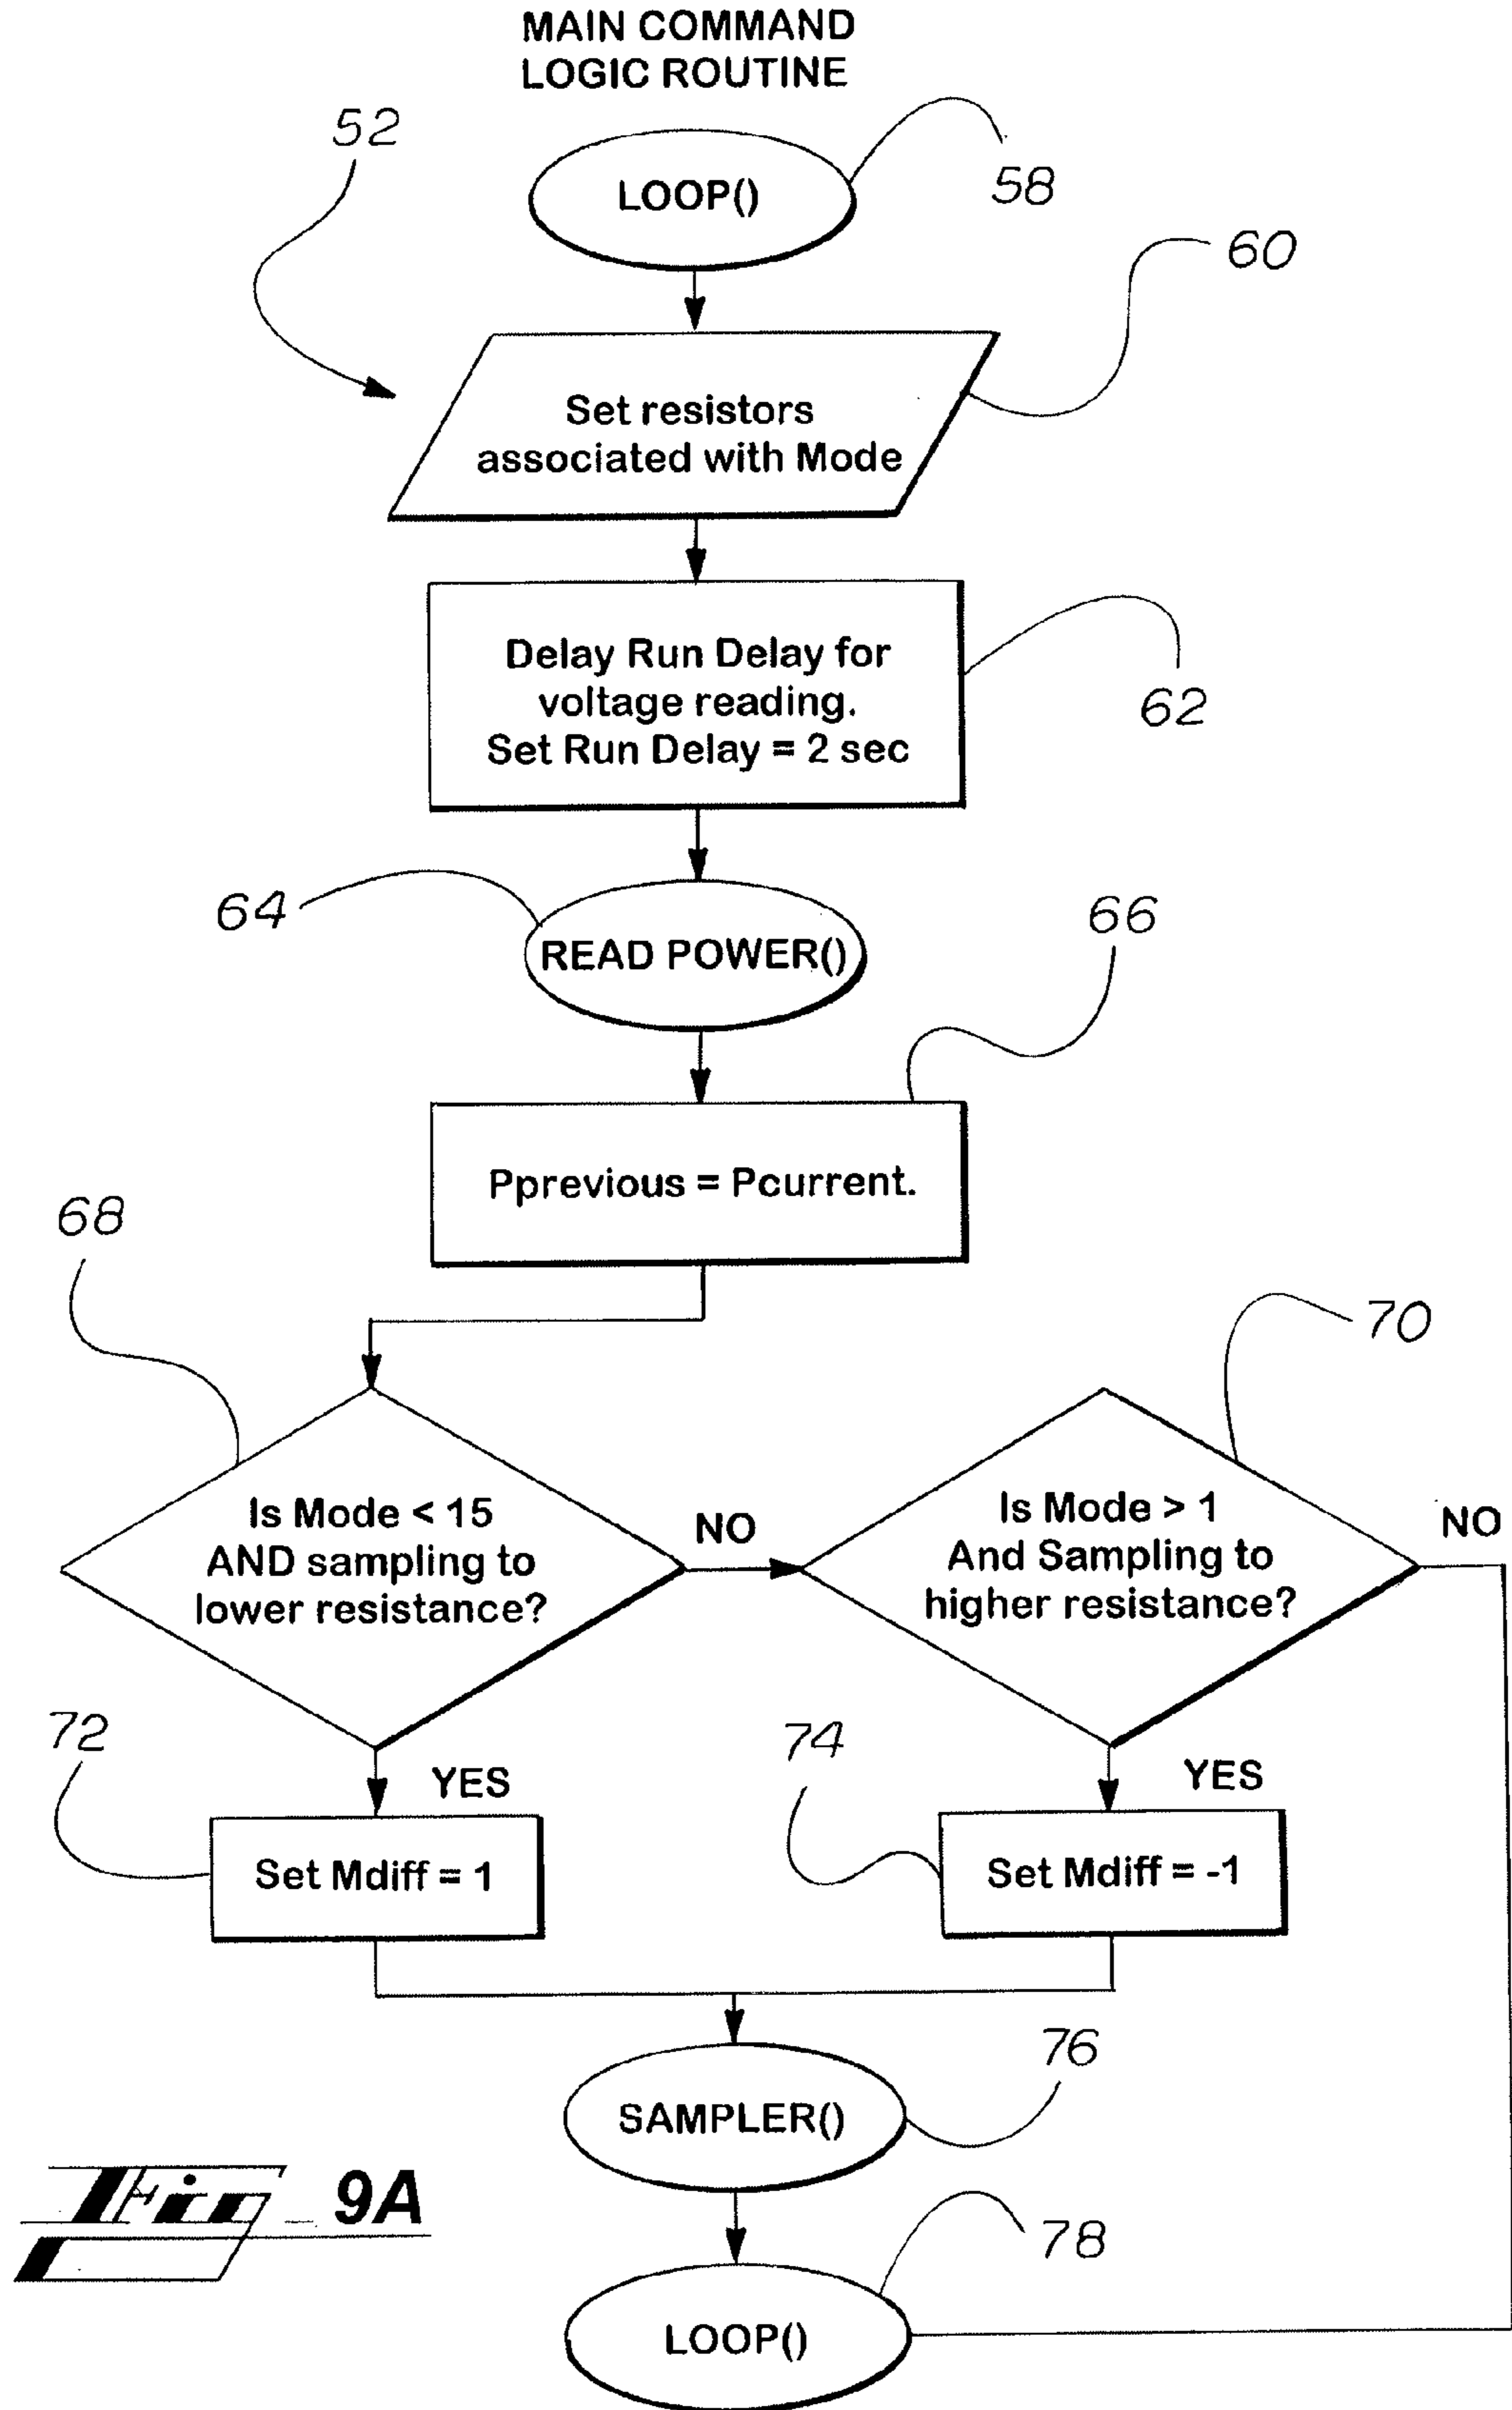 MAIN COMMAND
LOGIC ROUTINE
52
LOOP()
58
60
Set resistors
associated with Mode
Delay Run Delay for
voltage reading.
Set Run Delay = 2 sec
62
64
READ POWER()
66
Pprevious = Pcurrent.
68
70
Is Mode < 15
AND sampling to
lower resistance?
NO
Is Mode > 1
And Sampling to
higher resistance?
NO
72
YES
74
YES
Set Mdiff = 1
Set Mdiff = -1
76
SAMPLER()
Fig_ 9A
78
LOOP()